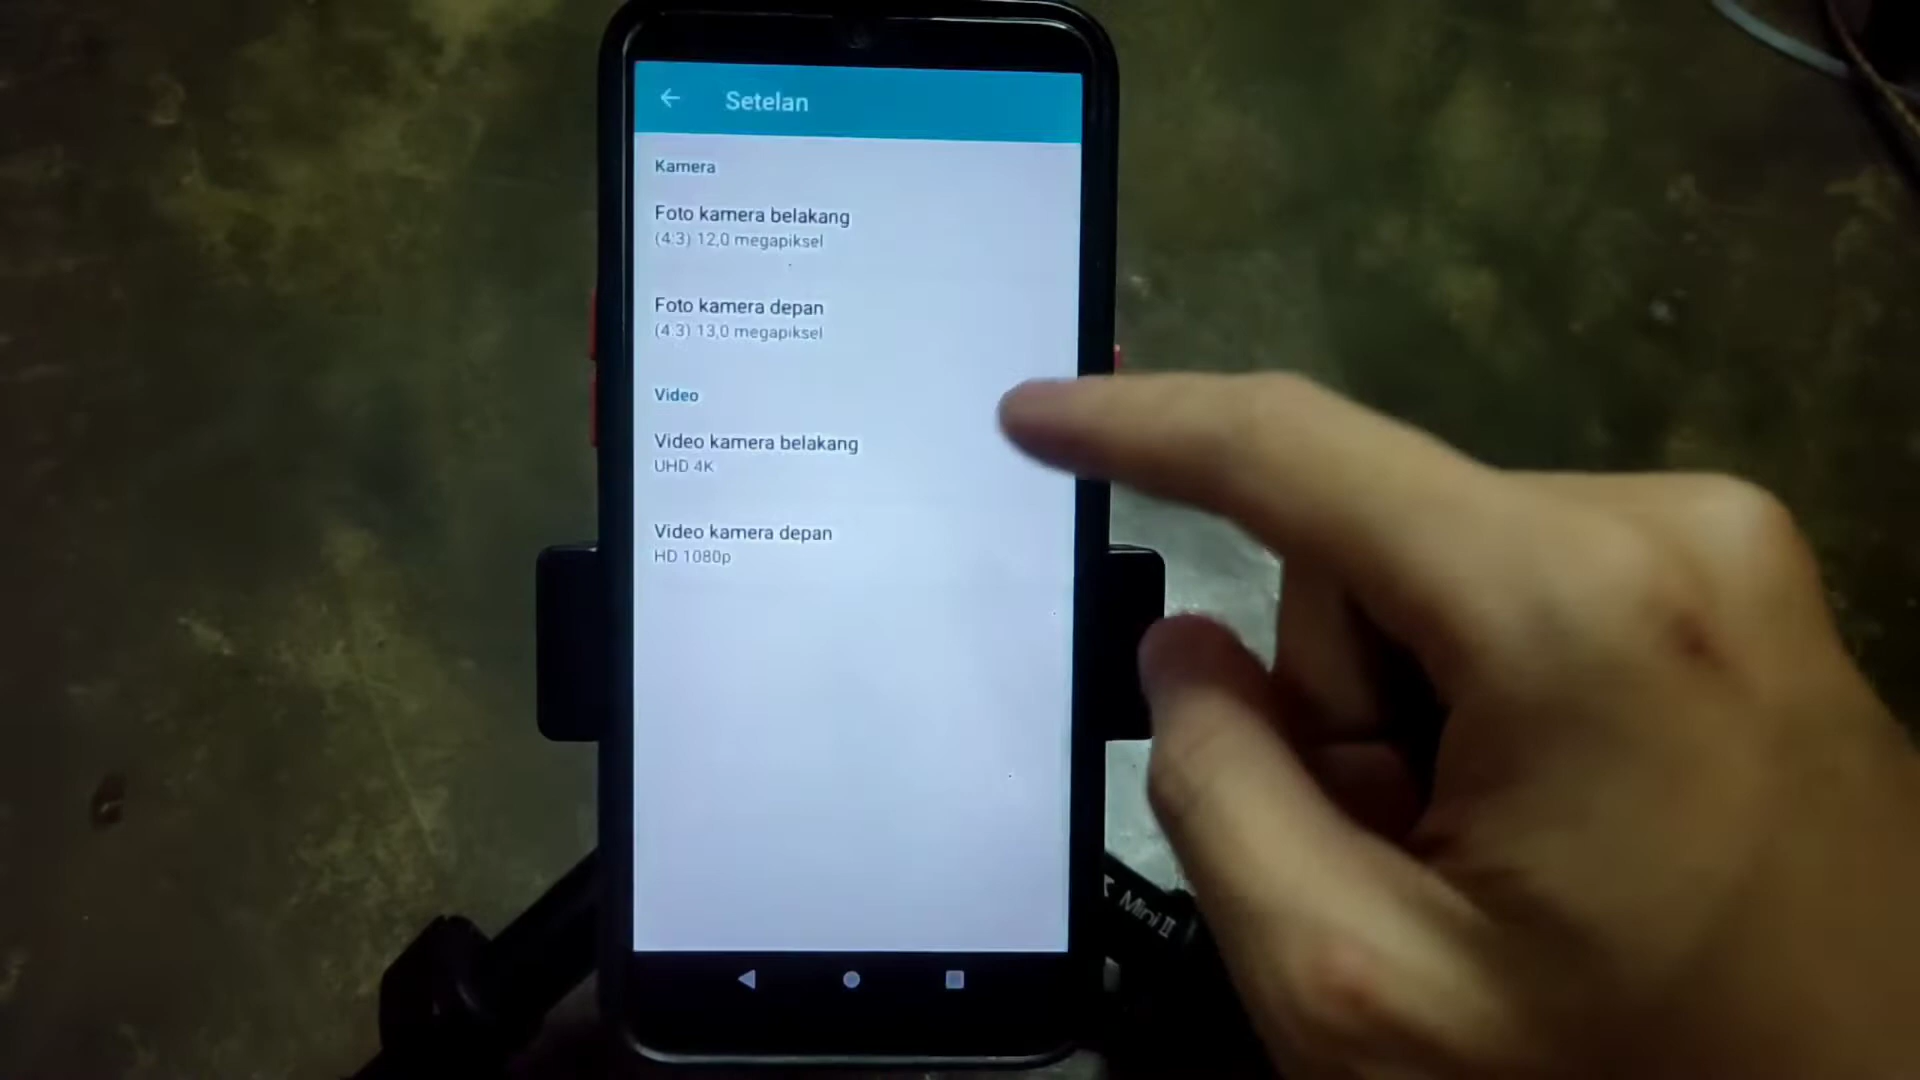 Setelan
Kamera
Foto kamera belakang
(4:3) 12,0 megapiksel
Foto kamera depan
(4:3) 13,0 megapiksel
Video
Video kamera belakang
UHD 4K
Video kamera depan
HD 1080p
Mini II